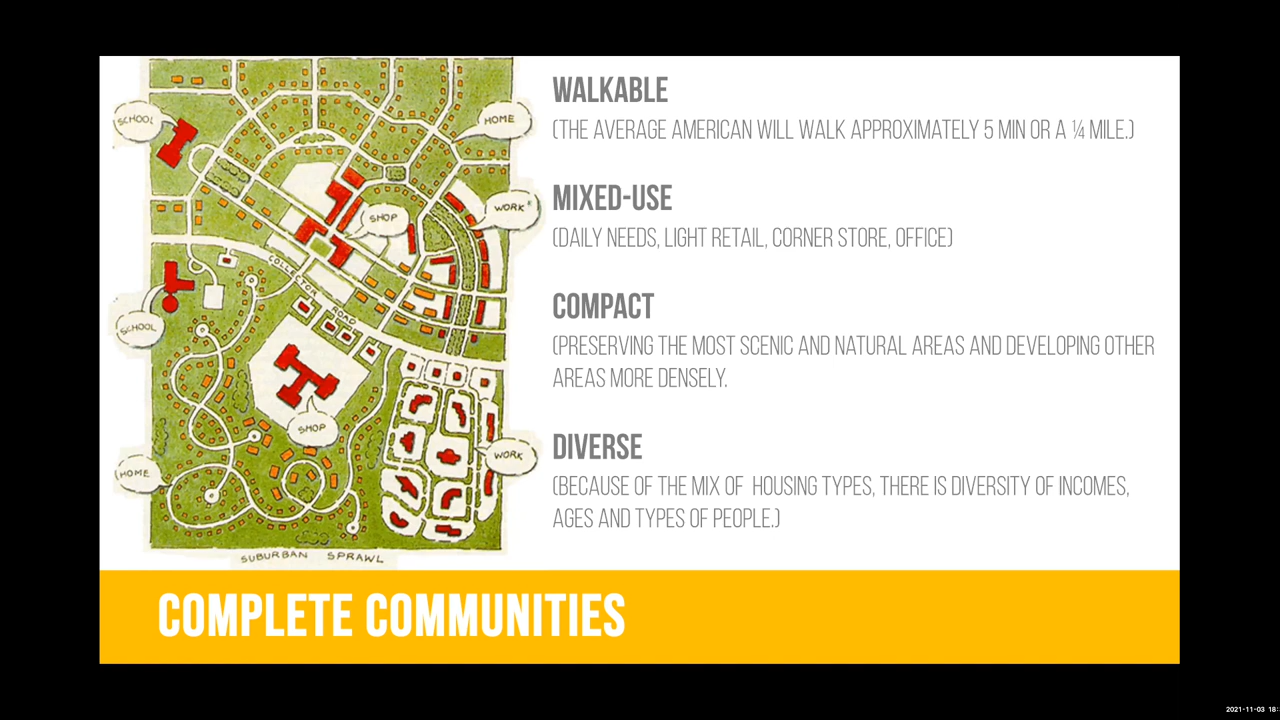 WALKABLE
(THE AVERAGE AMERICAN WILL WALK APPROXIMATELY 5 MIN OR A ¼ MILE.)
MIXED-USE
(DAILY NEEDS, LIGHT RETAIL, CORNER STORE, OFFICE)
COMPACT
(PRESERVING THE MOST SCENIC AND NATURAL AREAS AND DEVELOPING OTHER
AREAS MORE DENSELY.
DIVERSE
(BECAUSE OF THE MIX OF HOUSING TYPES, THERE IS DIVERSITY OF INCOMES,
AGES AND TYPES OF PEOPLE.)
SCHOOL
HOME
WORK
SHOP
COLLECTOR ROAD
SCHOOL
SHOP
HOME
WORK
SUBURBAN SPRAWL
COMPLETE COMMUNITIES
2021-11-03 18: